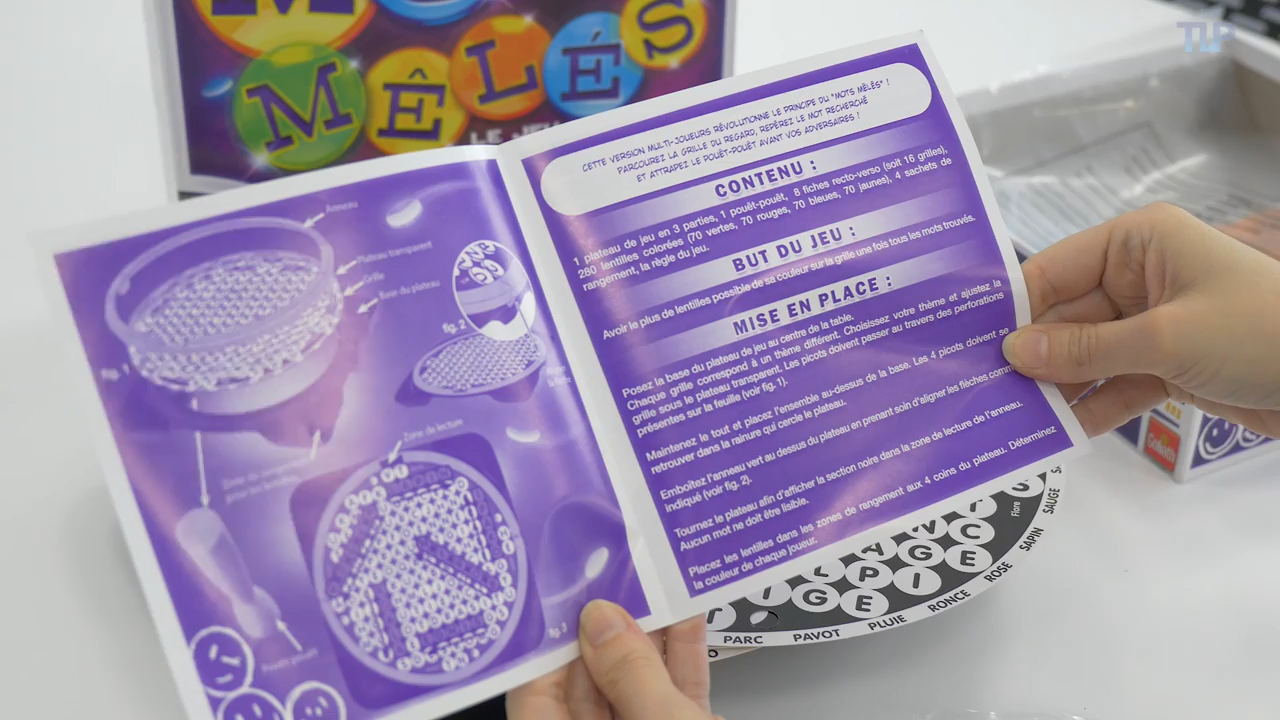 TLP
MÊLÉS
LE JEU
Anneau
Plateau transparent
Grille
Base du plateau
fig. 1
fig. 2
Zone de lecture
fig. 3
CETTE VERSION MULTI-JOUEURS RÉVOLUTIONNE LE PRINCIPE DU "MOTS MÊLÉS" !
PARCOUREZ LA GRILLE DU REGARD, REPÉREZ LE MOT RECHERCHÉ
ET ATTRAPEZ LE POUËT-POUËT AVANT VOS ADVERSAIRES !
CONTENU :
1 plateau de jeu en 3 parties, 1 pouët-pouët, 8 fiches recto-verso (soit 16 grilles),
280 lentilles colorées (70 vertes, 70 rouges, 70 bleues, 70 jaunes), 4 sachets de
rangement, la règle du jeu.
BUT DU JEU :
Avoir le plus de lentilles possible de sa couleur sur la grille une fois tous les mots trouvés.
MISE EN PLACE :
Posez la base du plateau de jeu au centre de la table.
Chaque grille correspond à un thème différent. Choisissez votre thème et ajustez la
grille sous le plateau transparent. Les picots doivent passer au travers des perforations
présentes sur la feuille (voir fig. 1).
Maintenez le tout et placez l'ensemble au-dessus de la base. Les 4 picots doivent se
retrouver dans la rainure qui cercle le plateau.
Emboîtez l'anneau vert au dessus du plateau en prenant soin d'aligner les flèches comme
indiqué (voir fig. 2).
Tournez le plateau afin d'afficher la section noire dans la zone de lecture de l'anneau.
Aucun mot ne doit être lisible.
Placez les lentilles dans les zones de rangement aux 4 coins du plateau. Déterminez
la couleur de chaque joueur.
Goliath
PARC
PAVOT
PLUIE
RONCE
ROSE
SAPIN
SAUGE
Flore